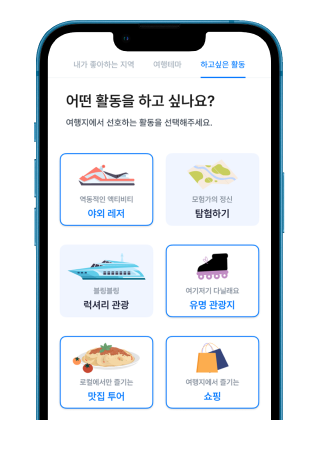 내가 좋아하는 지역 여행테마 하고싶은 활동
어떤 활동을 하고 싶나요?
여행지에서 선호하는 활동을 선택해주세요.
역동적인 액티비티
야외 레저
모험가의 정신
탐험하기
블링블링
럭셔리 관광
여기저기 다닐래요
유명 관광지
로컬에서만 즐기는
맛집 투어
여행지에서 즐기는
쇼핑